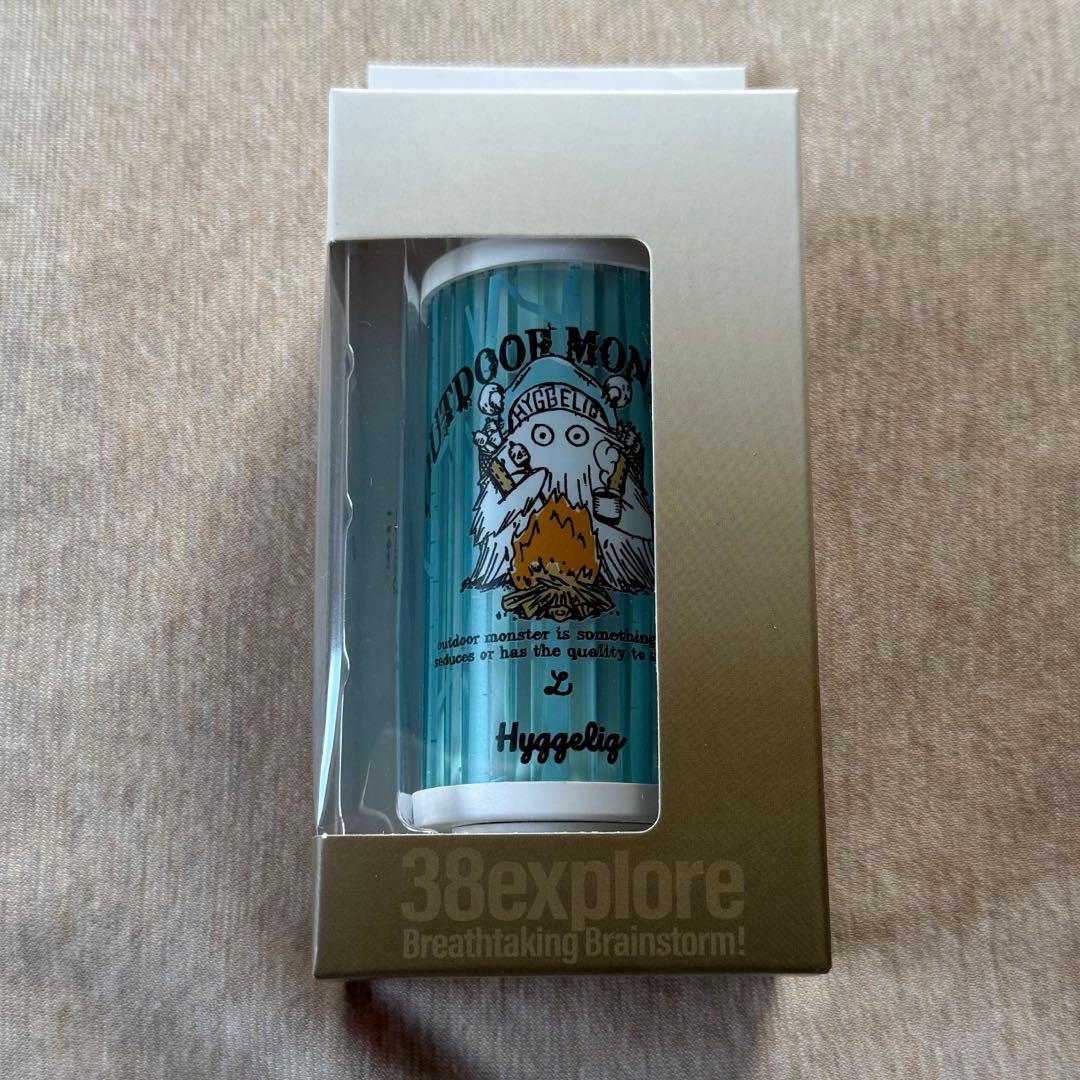 OUTDOOR MON
HYGGELIG
outdoor monster is something
seduces or has the quality to
L
Hyggelig
38explore
Breathtaking Brainstorm!